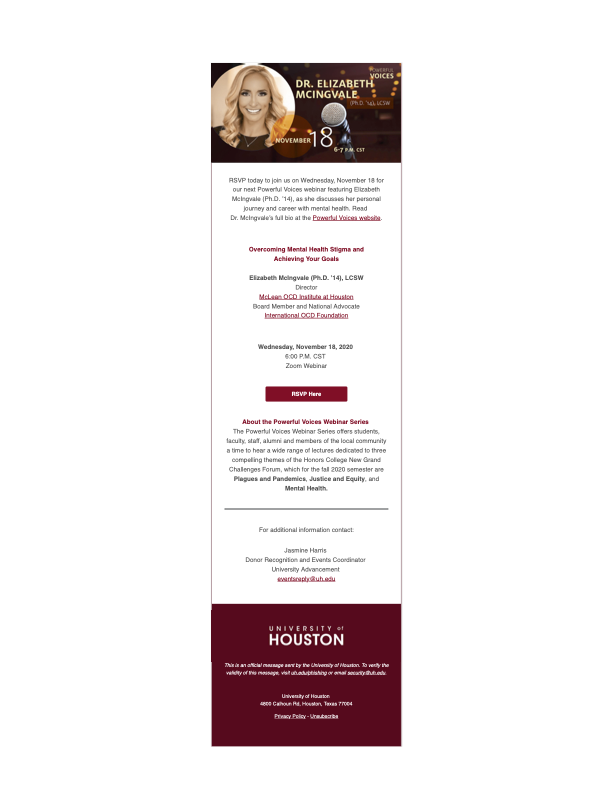 POWERFUL
VOICES
DR. ELIZABETH
MCINGVALE
(Ph.D. '14), LCSW
NOVEMBER 18
6-7 P.M. CST
RSVP today to join us on Wednesday, November 18 for
our next Powerful Voices webinar featuring Elizabeth
McIngvale (Ph.D. '14), as she discusses her personal
journey and career with mental health. Read
Dr. McIngvale's full bio at the Powerful Voices website.
Overcoming Mental Health Stigma and
Achieving Your Goals
Elizabeth McIngvale (Ph.D. '14), LCSW
Director
McLean OCD Institute at Houston
Board Member and National Advocate
International OCD Foundation
Wednesday, November 18, 2020
6:00 P.M. CST
Zoom Webinar
RSVP Here
About the Powerful Voices Webinar Series
The Powerful Voices Webinar Series offers students,
faculty, staff, alumni and members of the local community
a time to hear a wide range of lectures dedicated to three
compelling themes of the Honors College New Grand
Challenges Forum, which for the fall 2020 semester are
Plagues and Pandemics, Justice and Equity, and
Mental Health.
For additional information contact:
Jasmine Harris
Donor Recognition and Events Coordinator
University Advancement
eventsreply@uh.edu
UNIVERSITY of
HOUSTON
This is an official message sent by the University of Houston. To verify the
validity of this message, visit uh.edu/phishing or email security@uh.edu.
University of Houston
4800 Calhoun Rd, Houston, Texas 77004
Privacy Policy - Unsubscribe